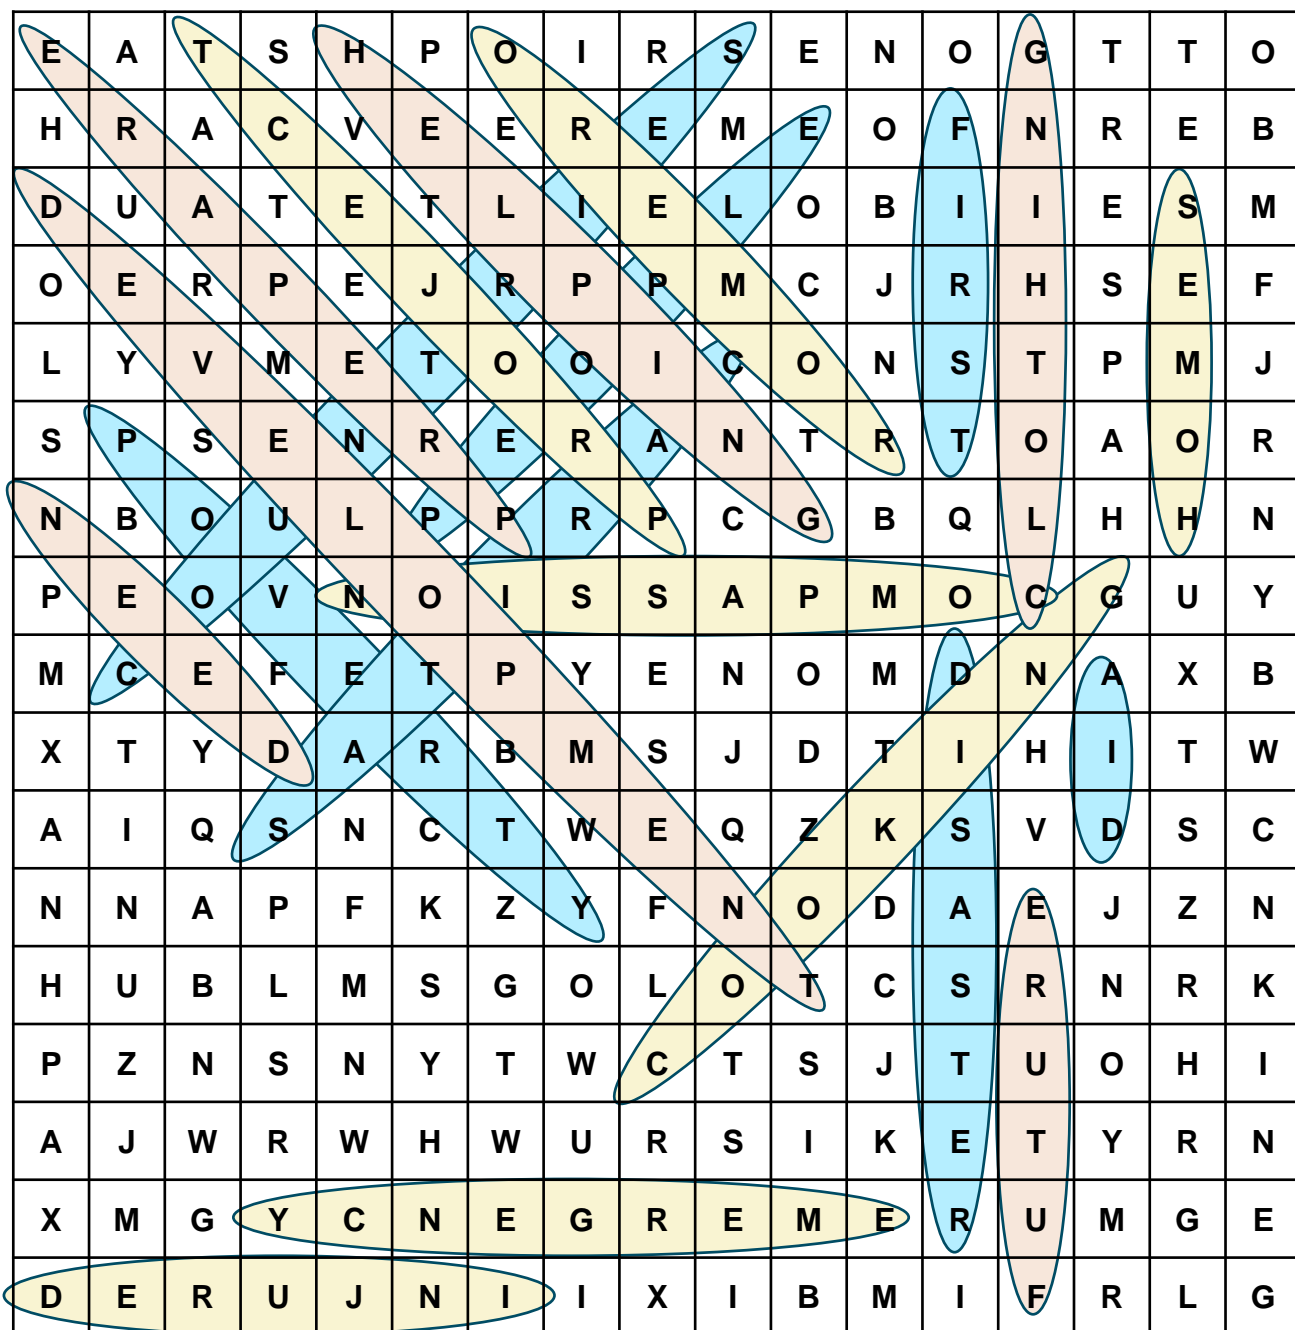 E A T S H P O I R S E N O G T T O
H R A C V E E R E M E O F N R E B
D U A T E T L I E L O B I I E S M
O E R P E J R P P M C J R H S E F
L Y V M E T O O I C O N S T P M J
S P S E N R E R A N T R T O A O R
N B O U L P P R P C G B Q L H H N
P E O V N O I S S A P M O C G U Y
M C E F E T P Y E N O M D N A X B
X T Y D A R B M S J D T I H I T W
A I Q S N C T W E Q Z K S V D S C
N N A P F K Z Y F N O D A E J Z N
H U B L M S G O L O T C S R N R K
P Z N S N Y T W C T S J T U O H I
A J W R W H W U R S I K E T Y R N
X M G Y C N E G R E M E R U M G E
D E R U J N I I X I B M I F R L G